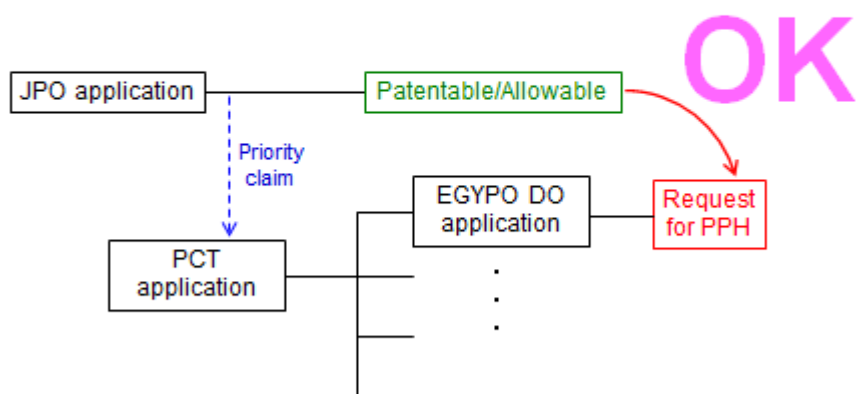 OK
JPO application
Patentable/Allowable
Priority
claim
EGYPO DO
application
Request
for PPH
PCT
application